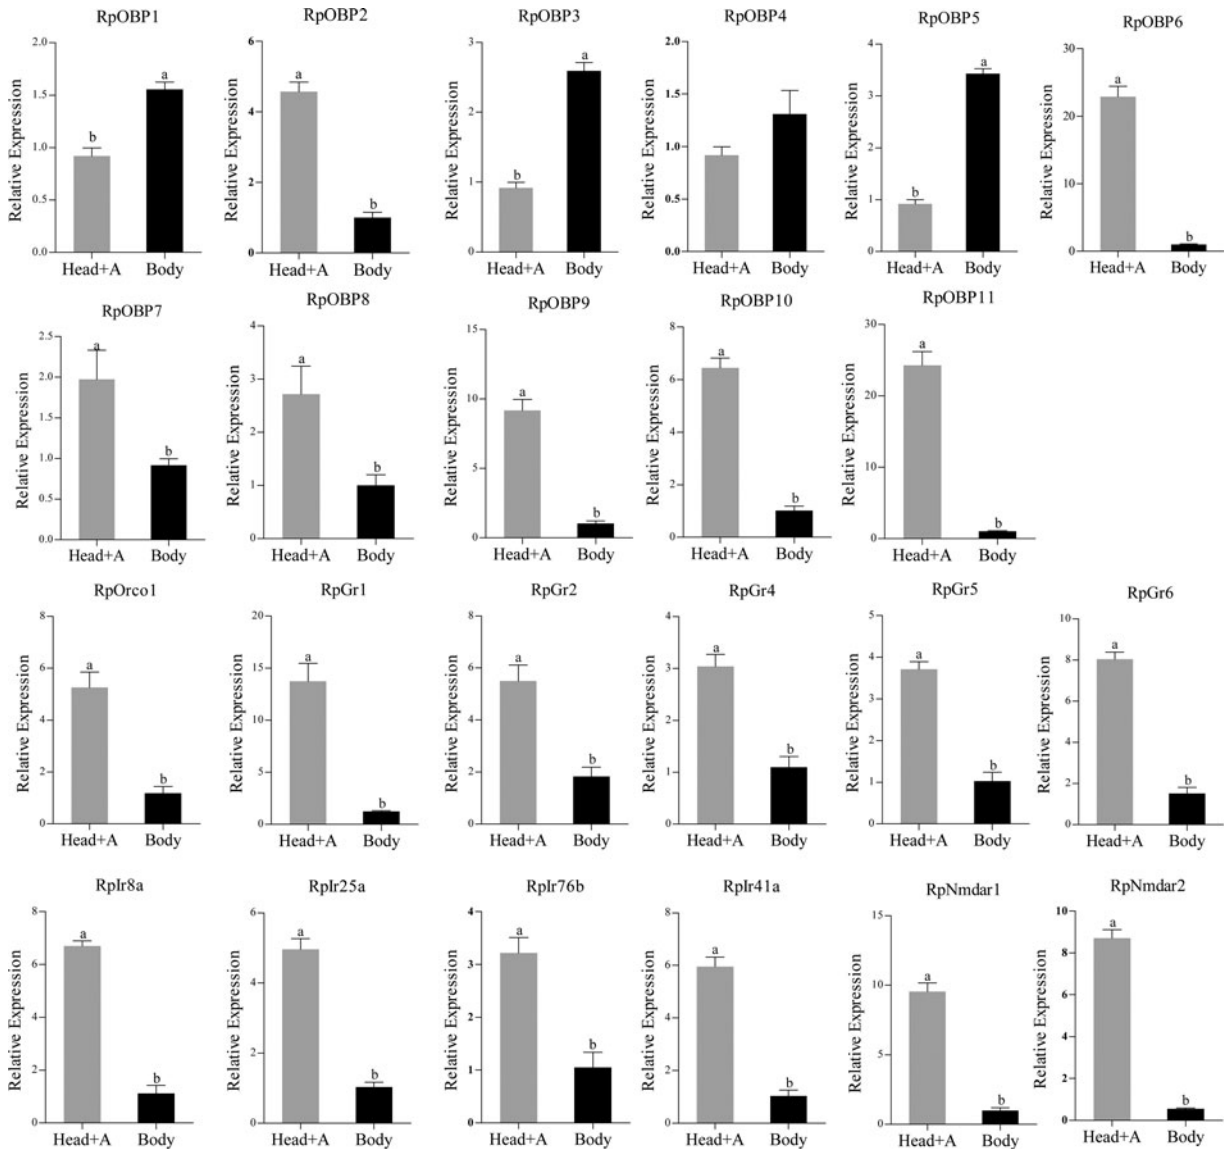 RpOBP1 RpOBP2 RpOBP3 RpOBP4 RpOBP5 RpOBP6
Relative Expression
2.0
1.5
1.0
0.5
0.0
b
a
Head+A Body
Relative Expression
6
4
2
0
a
b
Head+A Body
Relative Expression
3
2
1
0
b
a
Head+A Body
Relative Expression
2.0
1.5
1.0
0.5
0.0
Head+A Body
Relative Expression
4
3
2
1
0
b
a
Head+A Body
Relative Expression
30
20
10
0
a
b
Head+A Body
RpOBP7 RpOBP8 RpOBP9 RpOBP10 RpOBP11
Relative Expression
2.5
2.0
1.5
1.0
0.5
0.0
a
b
Head+A Body
Relative Expression
4
3
2
1
0
a
b
Head+A Body
Relative Expression
15
10
5
0
a
b
Head+A Body
Relative Expression
8
6
4
2
0
a
b
Head+A Body
Relative Expression
30
20
10
0
a
b
Head+A Body
RpOrco1 RpGr1 RpGr2 RpGr4 RpGr5 RpGr6
Relative Expression
8
6
4
2
0
a
b
Head+A Body
Relative Expression
20
15
10
5
0
a
b
Head+A Body
Relative Expression
8
6
4
2
0
a
b
Head+A Body
Relative Expression
4
3
2
1
0
a
b
Head+A Body
Relative Expression
5
4
3
2
1
0
a
b
Head+A Body
Relative Expression
10
8
6
4
2
0
a
b
Head+A Body
RpIr8a RpIr25a RpIr76b RpIr41a RpNmdar1 RpNmdar2
Relative Expression
8
6
4
2
0
a
b
Head+A Body
Relative Expression
6
4
2
0
a
b
Head+A Body
Relative Expression
4
3
2
1
0
a
b
Head+A Body
Relative Expression
8
6
4
2
0
a
b
Head+A Body
Relative Expression
15
10
5
0
a
b
Head+A Body
Relative Expression
10
8
6
4
2
0
a
b
Head+A Body